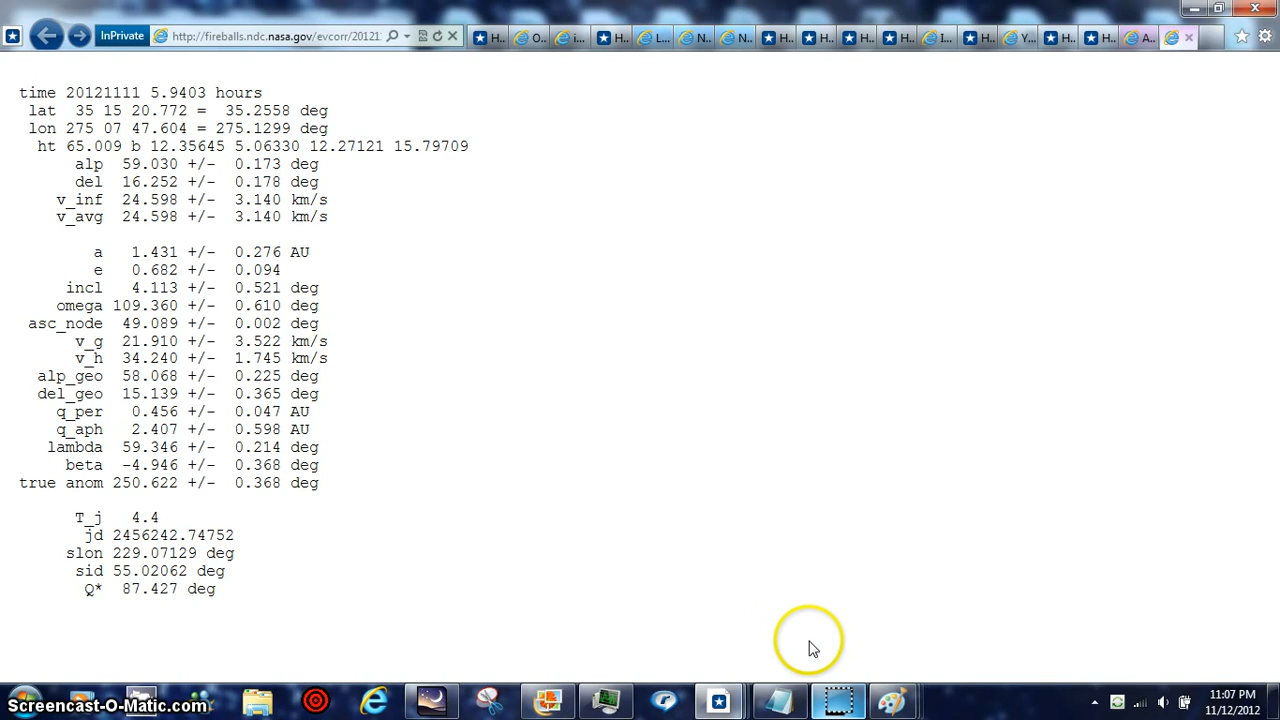 InPrivate
http://fireballs.ndc.nasa.gov/evcorr/20121
H.
O.
i.
H.
L..
N.
N.
H.
H.
H.
H.
I.
H.
Y.
H.
H.
A.
time 20121111 5.9403 hours
lat 35 15 20.772 = 35.2558 deg
lon 275 07 47.604 = 275.1299 deg
ht 65.009 b 12.35645 5.06330 12.27121 15.79709
alp 59.030 +/- 0.173 deg
del 16.252 +/- 0.178 deg
v_inf 24.598 +/- 3.140 km/s
v_avg 24.598 +/- 3.140 km/s
a 1.431 +/- 0.276 AU
e 0.682 +/- 0.094
incl 4.113 +/- 0.521 deg
omega 109.360 +/- 0.610 deg
asc_node 49.089 +/- 0.002 deg
v_g 21.910 +/- 3.522 km/s
v_h 34.240 +/- 1.745 km/s
alp_geo 58.068 +/- 0.225 deg
del_geo 15.139 +/- 0.365 deg
q_per 0.456 +/- 0.047 AU
q_aph 2.407 +/- 0.598 AU
lambda 59.346 +/- 0.214 deg
beta -4.946 +/- 0.368 deg
true anom 250.622 +/- 0.368 deg
T_j 4.4
jd 2456242.74752
slon 229.07129 deg
sid 55.02062 deg
Q* 87.427 deg
Screencast-O-Matic.com
11:07 PM
11/12/2012